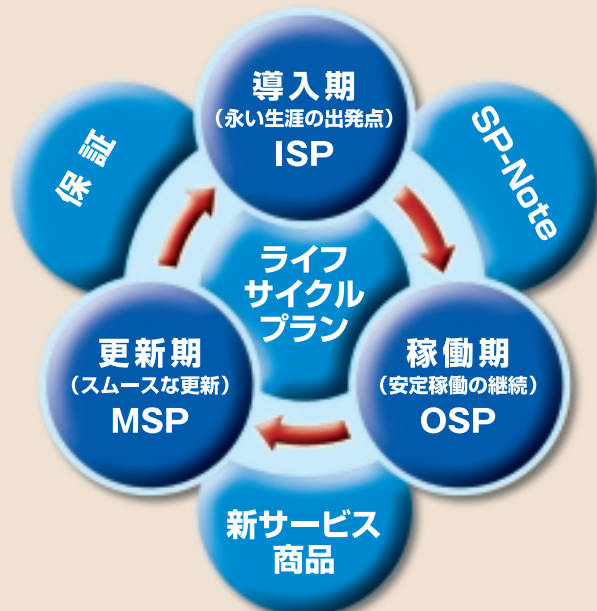 導入期
（永い生涯の出発点）
ISP
保証
SP-Note
ライフ
サイクル
プラン
更新期
（スムースな更新）
MSP
稼働期
（安定稼働の継続）
OSP
新サービス
商品